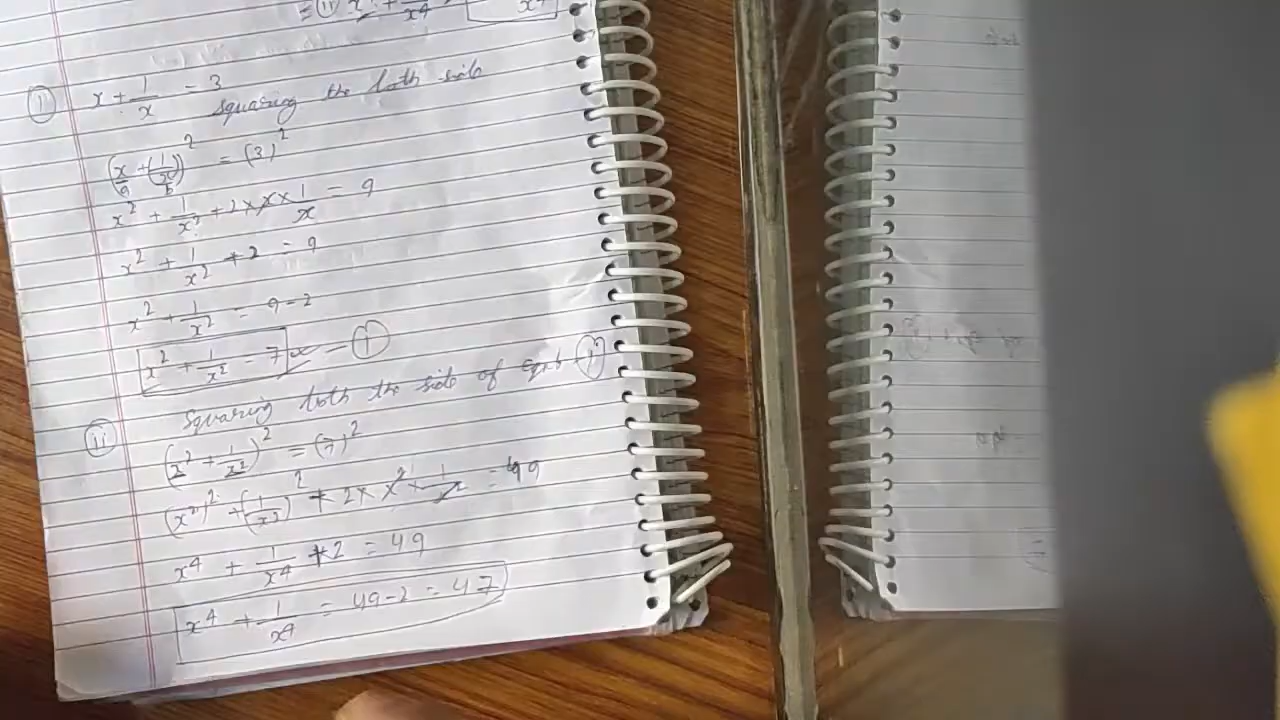 = (ii) x⁴ + 1/x⁴
(i) x + 1/x = 3
squaring the both side
(x + (1/x))² = (3)²
a b
x² + 1/x² + 2 × x × 1/x = 9
x² + 1/x² + 2 = 9
x² + 1/x² = 9 - 2
x² + 1/x² = 7 — (i)
Squaring both the side of eqn (i)
(ii) (x² + 1/x²)² = (7)²
(x²)² + (1/x²)² + 2 × x² × 1/x² = 49
x⁴ + 1/x⁴ + 2 = 49
x⁴ + 1/x⁴ = 49 - 2 = 47